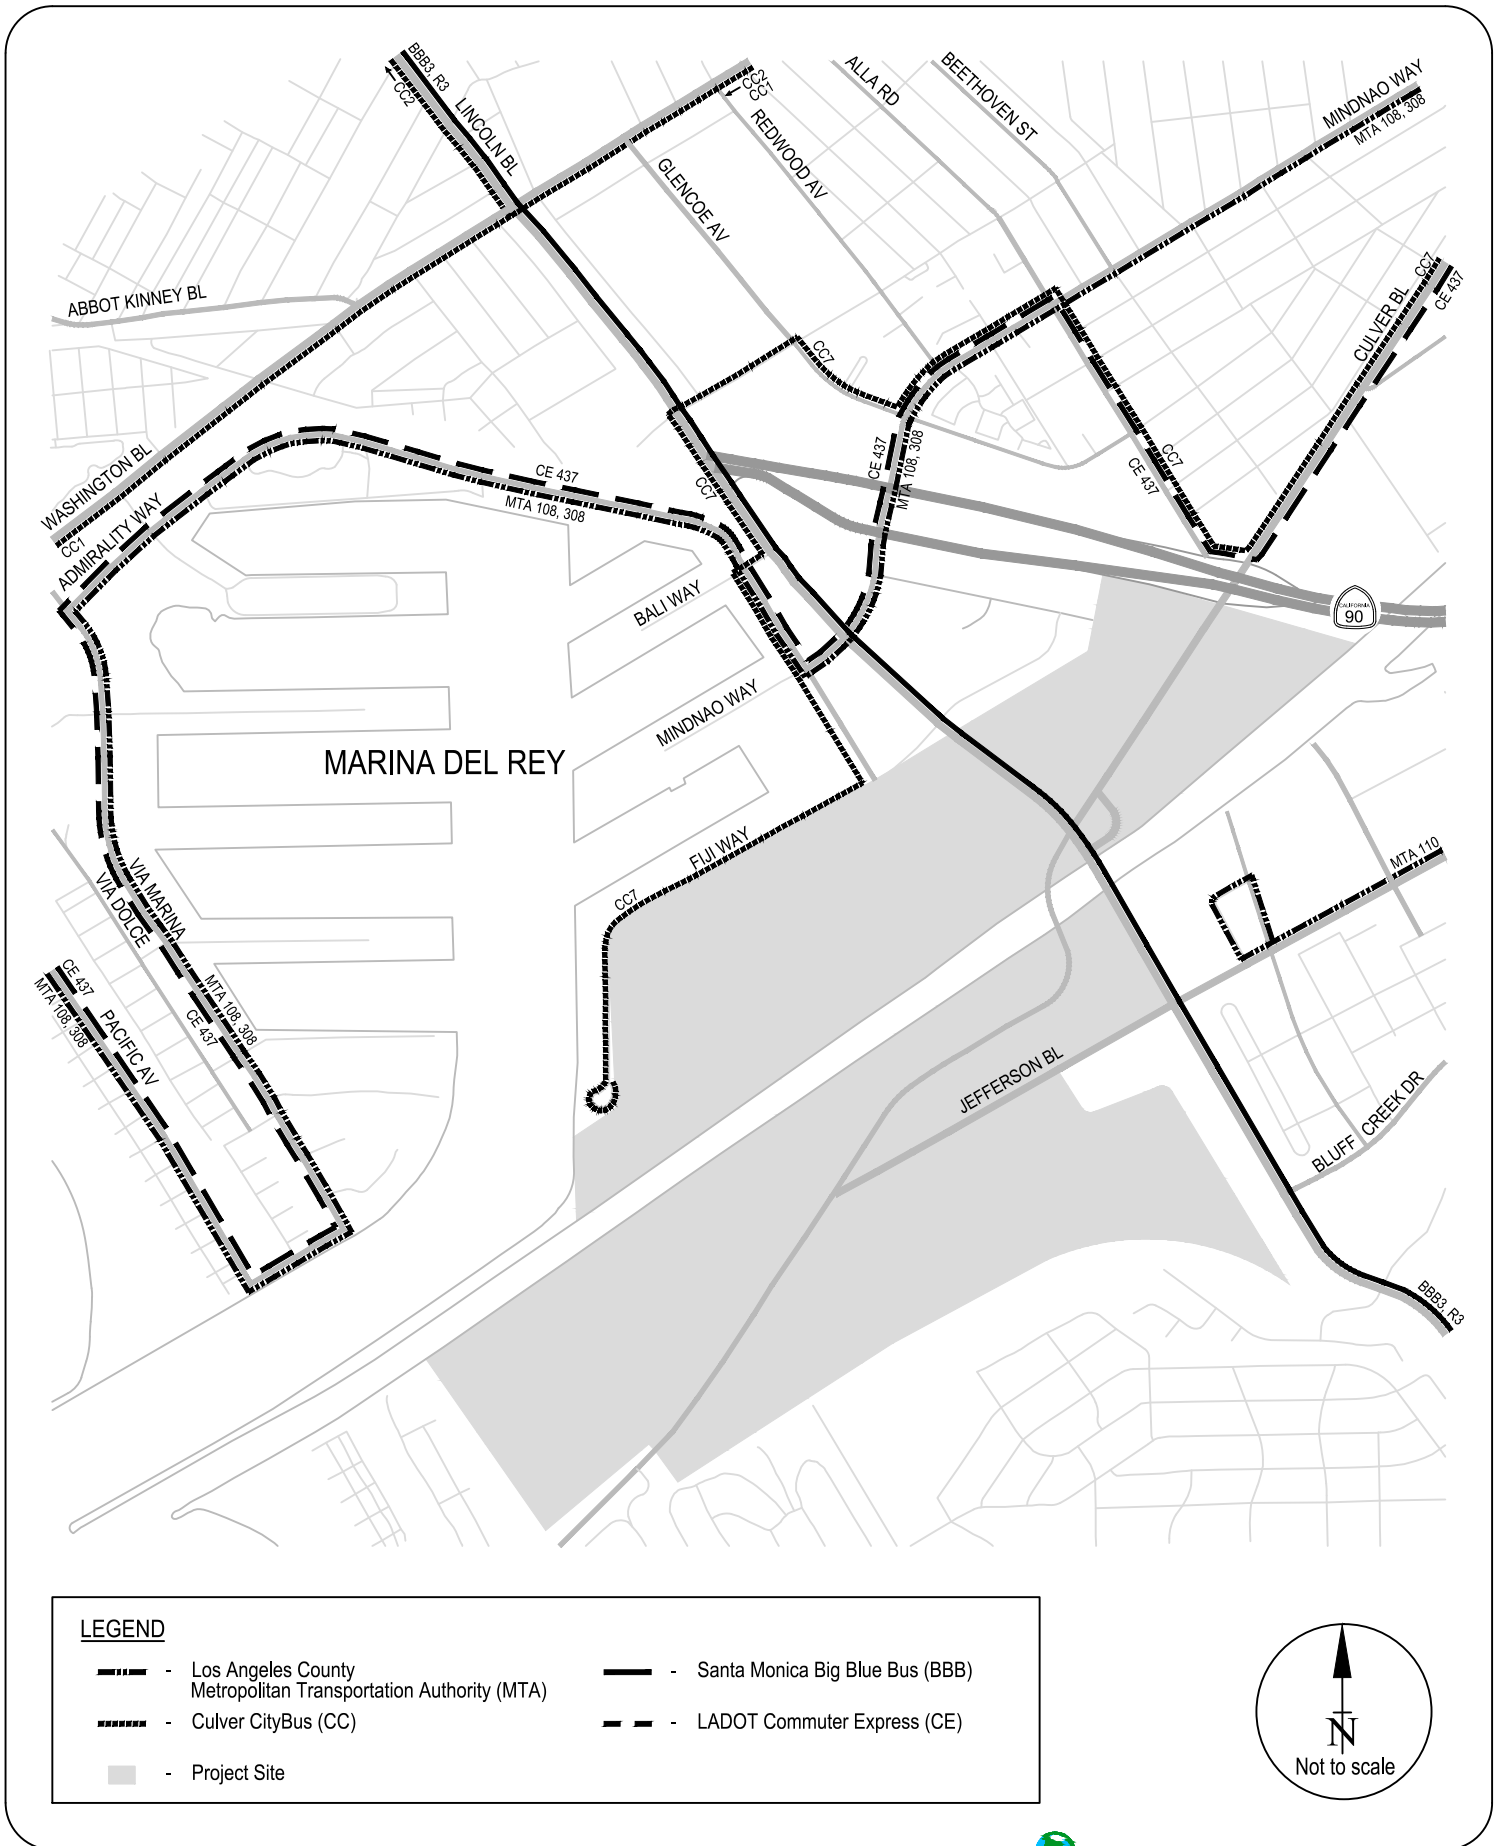 BBB3, R3
CC2
LINCOLN BL
CC2
CC1
REDWOOD AV
GLENCOE AV
ALLA RD
BEETHOVEN ST
MINDNAO WAY
MTA 108, 308
ABBOT KINNEY BL
CC7
CE 437
CULVER BL
CC7
WASHINGTON BL
CC1
ADMIRALITY WAY
CE 437
MTA 108, 308
CC7
CE 437
MTA 108, 308
CC7
CE 437
CALIFORNIA
90
BALI WAY
MINDNAO WAY
MARINA DEL REY
FIJI WAY
CC7
MTA 110
VIA MARINA
VIA DOLCE
MTA 108, 308
CE 437
CE 437
MTA 108, 308
PACIFIC AV
JEFFERSON BL
BLUFF CREEK DR
BBB3, R3
LEGEND
- Los Angeles County
Metropolitan Transportation Authority (MTA)
- Santa Monica Big Blue Bus (BBB)
- Culver CityBus (CC)
- LADOT Commuter Express (CE)
- Project Site
N
Not to scale